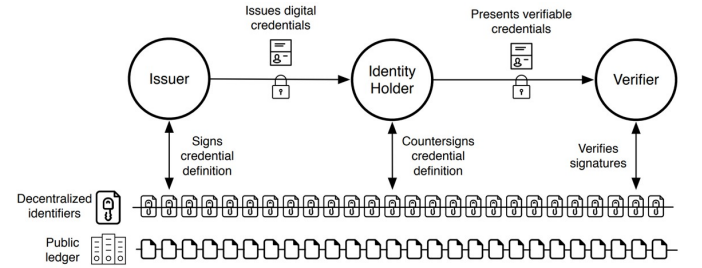 Issues digital
credentials
Presents verifiable
credentials
Issuer
Identity
Holder
Verifier
Signs
credential
definition
Countersigns
credential
definition
Verifies
signatures
Decentralized
identifiers
Public
ledger